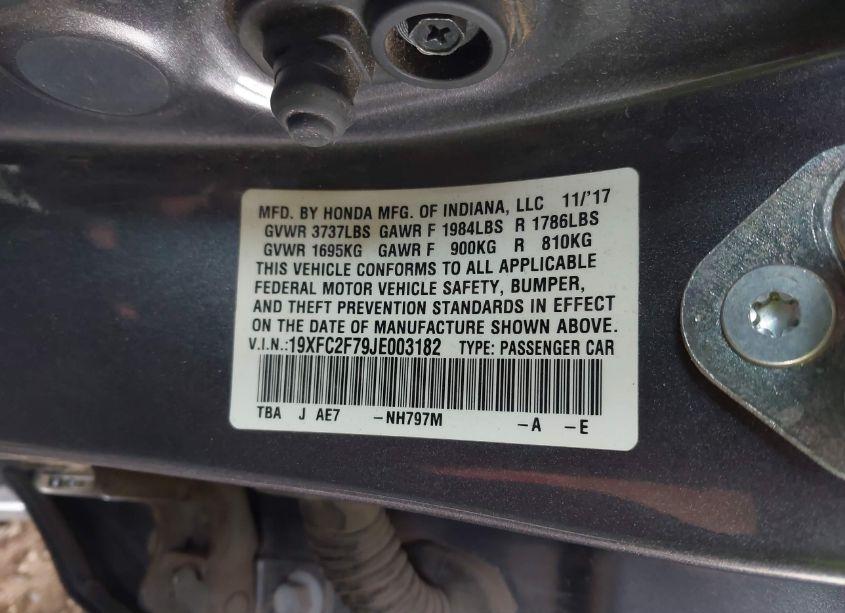 MFD. BY HONDA MFG. OF INDIANA, LLC 11/'17
GVWR 3737LBS GAWR F 1984LBS R 1786LBS
GVWR 1695KG GAWR F 900KG R 810KG
THIS VEHICLE CONFORMS TO ALL APPLICABLE
FEDERAL MOTOR VEHICLE SAFETY, BUMPER,
AND THEFT PREVENTION STANDARDS IN EFFECT
ON THE DATE OF MANUFACTURE SHOWN ABOVE.
V.I.N.:19XFC2F79JE003182 TYPE: PASSENGER CAR
TBA J AE7 -NH797M -A -E